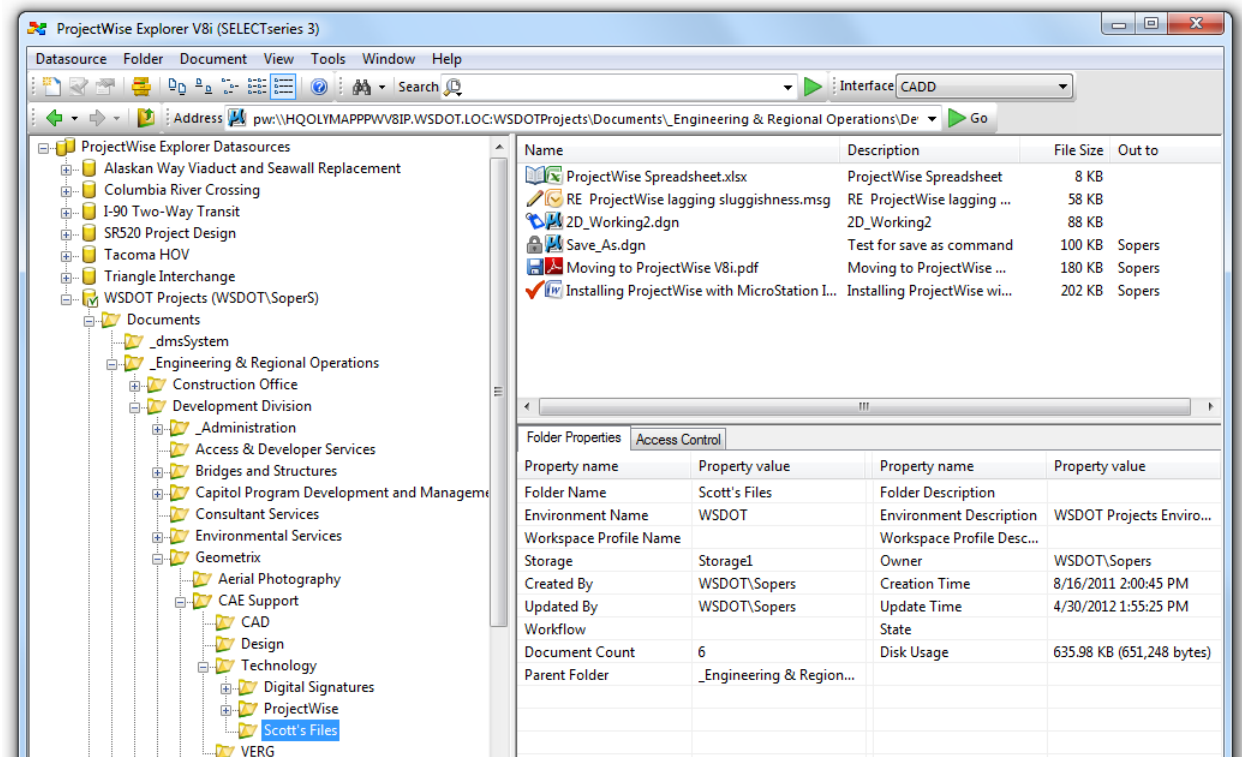 ProjectWise Explorer V8i (SELECTseries 3)
Datasource Folder Document View Tools Window Help
Search Interface CADD
Address pw:\\HQOLYMAPPPWV8IP.WSDOT.LOC:WSDOTProjects\Documents\_Engineering & Regional Operations\De Go
ProjectWise Explorer Datasources
Alaskan Way Viaduct and Seawall Replacement
Columbia River Crossing
I-90 Two-Way Transit
SR520 Project Design
Tacoma HOV
Triangle Interchange
WSDOT Projects (WSDOT\SoperS)
Documents
_dmsSystem
_Engineering & Regional Operations
Construction Office
Development Division
_Administration
Access & Developer Services
Bridges and Structures
Capitol Program Development and Manageme
Consultant Services
Environmental Services
Geometrix
Aerial Photography
CAE Support
CAD
Design
Technology
Digital Signatures
ProjectWise
Scott's Files
VERG
Name Description File Size Out to
ProjectWise Spreadsheet.xlsx ProjectWise Spreadsheet 8 KB
RE ProjectWise lagging sluggishness.msg RE ProjectWise lagging ... 58 KB
2D_Working2.dgn 2D_Working2 88 KB
Save_As.dgn Test for save as command 100 KB Sopers
Moving to ProjectWise V8i.pdf Moving to ProjectWise ... 180 KB Sopers
Installing ProjectWise with MicroStation I... Installing ProjectWise wi... 202 KB Sopers
Folder Properties Access Control
Property name Property value Property name Property value
Folder Name Scott's Files Folder Description
Environment Name WSDOT Environment Description WSDOT Projects Enviro...
Workspace Profile Name Workspace Profile Desc...
Storage Storage1 Owner WSDOT\Sopers
Created By WSDOT\Sopers Creation Time 8/16/2011 2:00:45 PM
Updated By WSDOT\Sopers Update Time 4/30/2012 1:55:25 PM
Workflow State
Document Count 6 Disk Usage 635.98 KB (651,248 bytes)
Parent Folder _Engineering & Region...